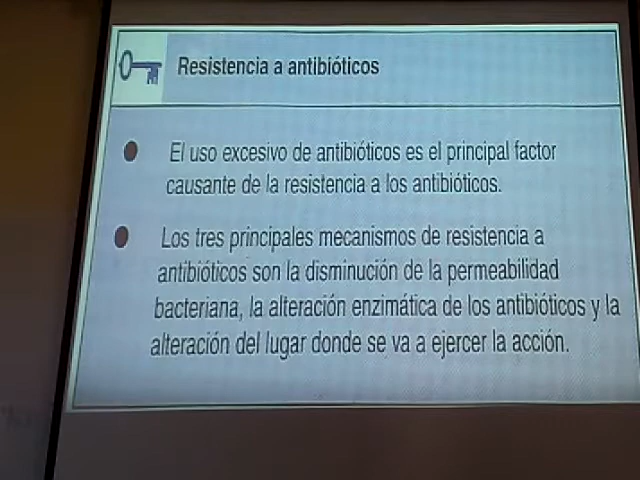 Resistencia a antibióticos
El uso excesivo de antibióticos es el principal factor
causante de la resistencia a los antibióticos.
Los tres principales mecanismos de resistencia a
antibióticos son la disminución de la permeabilidad
bacteriana, la alteración enzimática de los antibióticos y la
alteración del lugar donde se va a ejercer la acción.